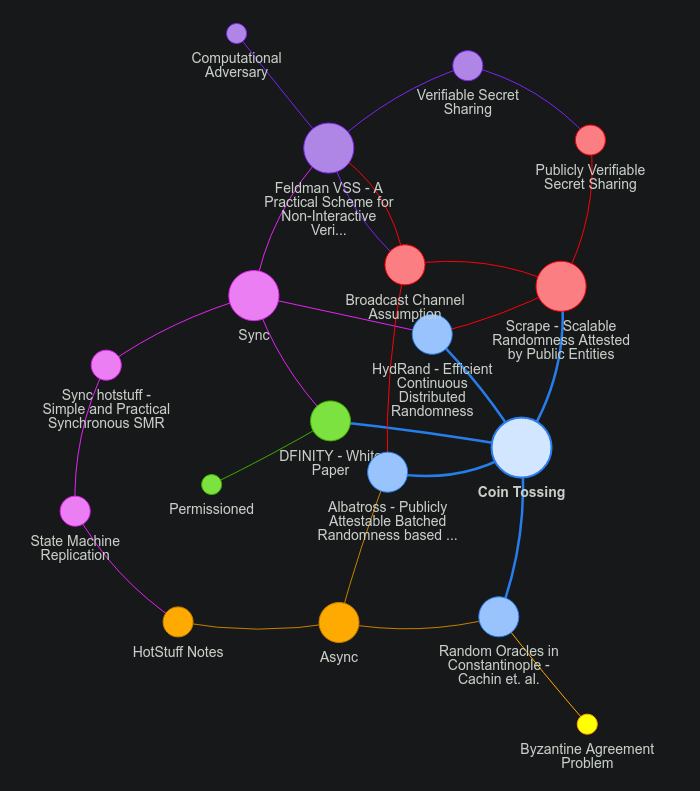 Computational
Adversary
Verifiable Secret
Sharing
Publicly Verifiable
Secret Sharing
Feldman VSS - A
Practical Scheme for
Non-Interactive
Veri...
Broadcast Channel
Assumption
Scrape - Scalable
Randomness Attested
by Public Entities
Sync
HydRand - Efficient
Continuous
Distributed
Randomness
Sync hotstuff -
Simple and Practical
Synchronous SMR
DFINITY - White
Paper
Coin Tossing
Permissioned
Albatross - Publicly
Attestable Batched
Randomness based ...
State Machine
Replication
HotStuff Notes
Async
Random Oracles in
Constantinople -
Cachin et. al.
Byzantine Agreement
Problem